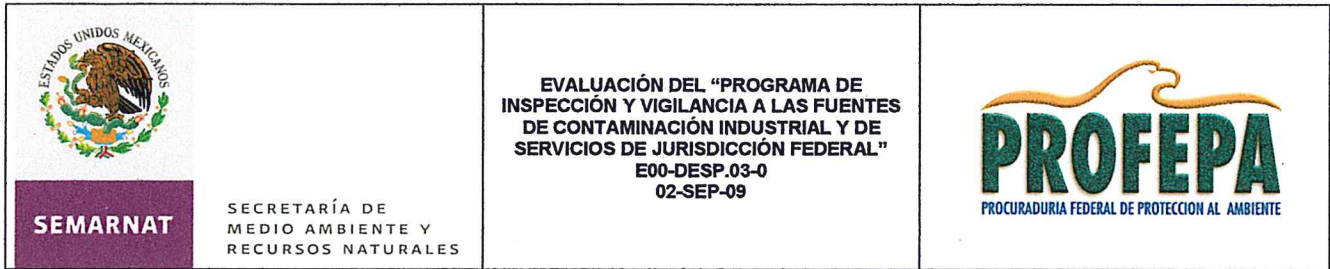 ESTADOS UNIDOS MEXICANOS
SEMARNAT
SECRETARÍA DE
MEDIO AMBIENTE Y
RECURSOS NATURALES
EVALUACIÓN DEL “PROGRAMA DE
INSPECCIÓN Y VIGILANCIA A LAS FUENTES
DE CONTAMINACIÓN INDUSTRIAL Y DE
SERVICIOS DE JURISDICCIÓN FEDERAL”
E00-DESP.03-0
02-SEP-09
PROFEPA
PROCURADURIA FEDERAL DE PROTECCION AL AMBIENTE